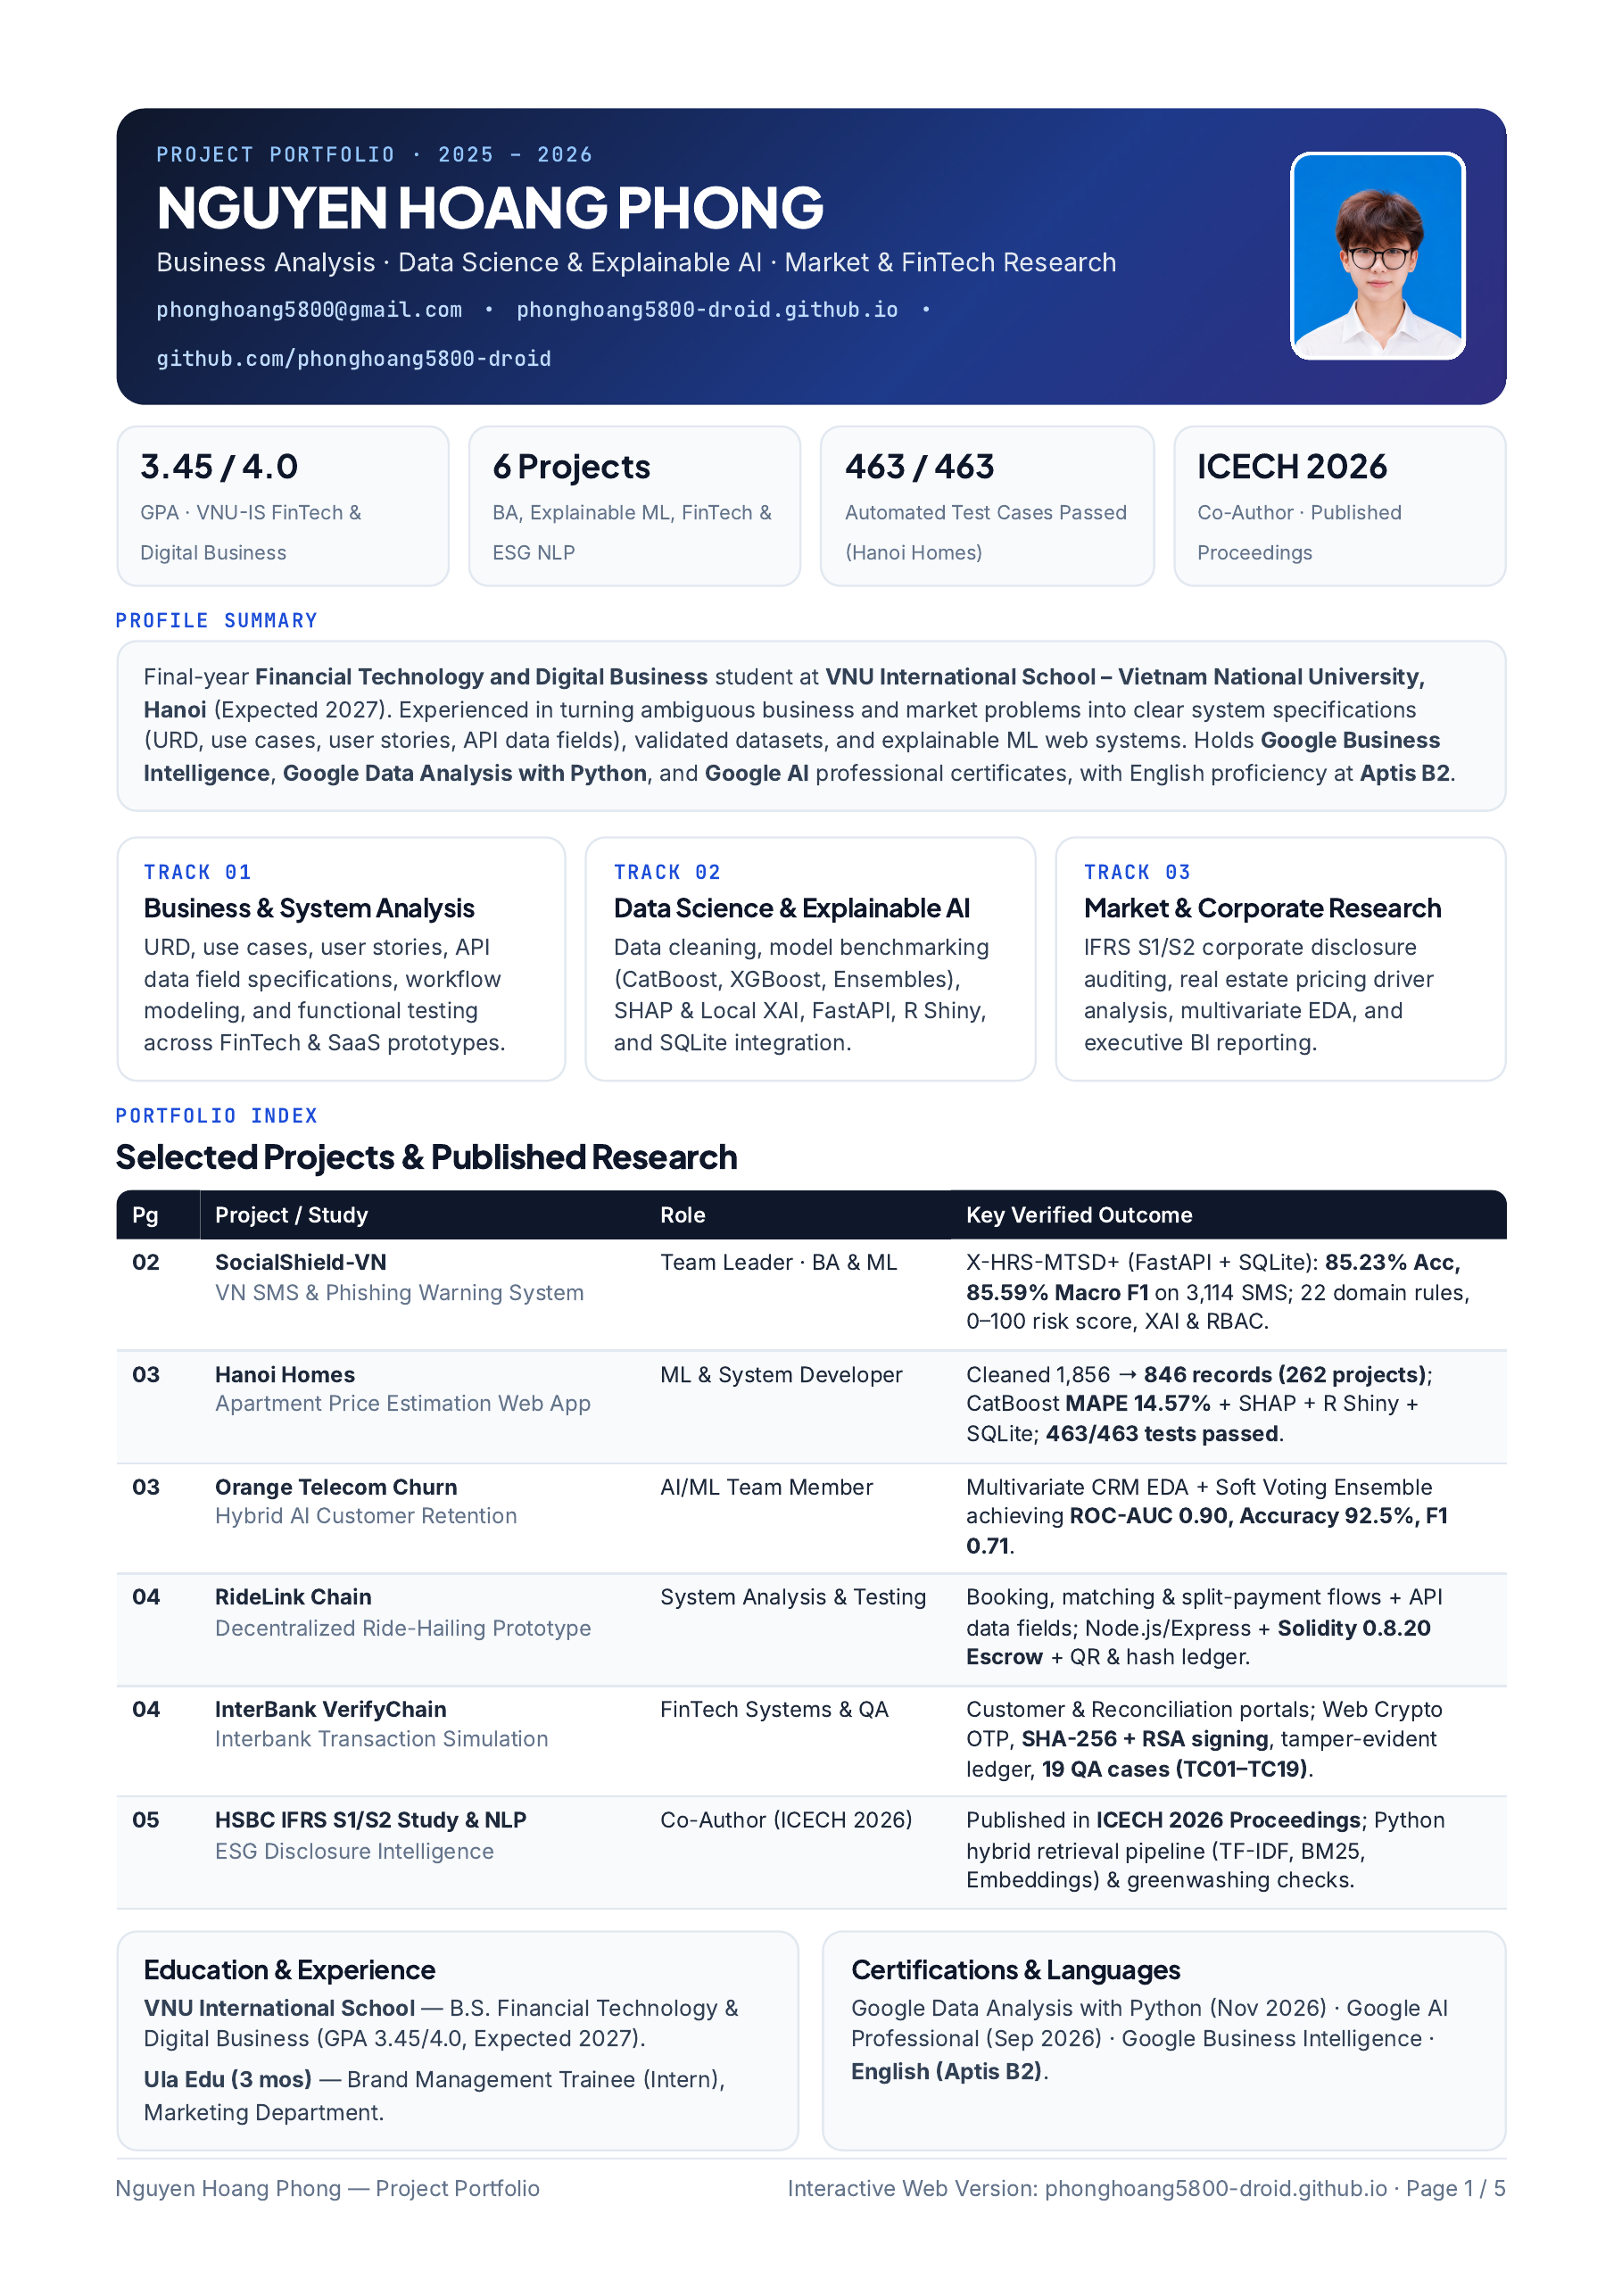 PROJECT PORTFOLIO · 2025 – 2026
NGUYEN HOANG PHONG
Business Analysis · Data Science & Explainable AI · Market & FinTech Research
phonghoang5800@gmail.com • phonghoang5800-droid.github.io •
github.com/phonghoang5800-droid
3.45 / 4.0
GPA · VNU-IS FinTech &
Digital Business
6 Projects
BA, Explainable ML, FinTech &
ESG NLP
463 / 463
Automated Test Cases Passed
(Hanoi Homes)
ICECH 2026
Co-Author · Published
Proceedings
PROFILE SUMMARY
Final-year Financial Technology and Digital Business student at VNU International School – Vietnam National University,
Hanoi (Expected 2027). Experienced in turning ambiguous business and market problems into clear system specifications
(URD, use cases, user stories, API data fields), validated datasets, and explainable ML web systems. Holds Google Business
Intelligence, Google Data Analysis with Python, and Google AI professional certificates, with English proficiency at Aptis B2.
TRACK 01
Business & System Analysis
URD, use cases, user stories, API
data field specifications, workflow
modeling, and functional testing
across FinTech & SaaS prototypes.
TRACK 02
Data Science & Explainable AI
Data cleaning, model benchmarking
(CatBoost, XGBoost, Ensembles),
SHAP & Local XAI, FastAPI, R Shiny,
and SQLite integration.
TRACK 03
Market & Corporate Research
IFRS S1/S2 corporate disclosure
auditing, real estate pricing driver
analysis, multivariate EDA, and
executive BI reporting.
PORTFOLIO INDEX
Selected Projects & Published Research
Pg Project / Study Role Key Verified Outcome
02 SocialShield-VN Team Leader · BA & ML X-HRS-MTSD+ (FastAPI + SQLite): 85.23% Acc,
VN SMS & Phishing Warning System 85.59% Macro F1 on 3,114 SMS; 22 domain rules,
0–100 risk score, XAI & RBAC.
03 Hanoi Homes ML & System Developer Cleaned 1,856 → 846 records (262 projects);
Apartment Price Estimation Web App CatBoost MAPE 14.57% + SHAP + R Shiny +
SQLite; 463/463 tests passed.
03 Orange Telecom Churn AI/ML Team Member Multivariate CRM EDA + Soft Voting Ensemble
Hybrid AI Customer Retention achieving ROC-AUC 0.90, Accuracy 92.5%, F1
0.71.
04 RideLink Chain System Analysis & Testing Booking, matching & split-payment flows + API
Decentralized Ride-Hailing Prototype data fields; Node.js/Express + Solidity 0.8.20
Escrow + QR & hash ledger.
04 InterBank VerifyChain FinTech Systems & QA Customer & Reconciliation portals; Web Crypto
Interbank Transaction Simulation OTP, SHA-256 + RSA signing, tamper-evident
ledger, 19 QA cases (TC01–TC19).
05 HSBC IFRS S1/S2 Study & NLP Co-Author (ICECH 2026) Published in ICECH 2026 Proceedings; Python
ESG Disclosure Intelligence hybrid retrieval pipeline (TF-IDF, BM25,
Embeddings) & greenwashing checks.
Education & Experience
VNU International School — B.S. Financial Technology &
Digital Business (GPA 3.45/4.0, Expected 2027).
Ula Edu (3 mos) — Brand Management Trainee (Intern),
Marketing Department.
Certifications & Languages
Google Data Analysis with Python (Nov 2026) · Google AI
Professional (Sep 2026) · Google Business Intelligence ·
English (Aptis B2).
Nguyen Hoang Phong — Project Portfolio
Interactive Web Version: phonghoang5800-droid.github.io · Page 1 / 5